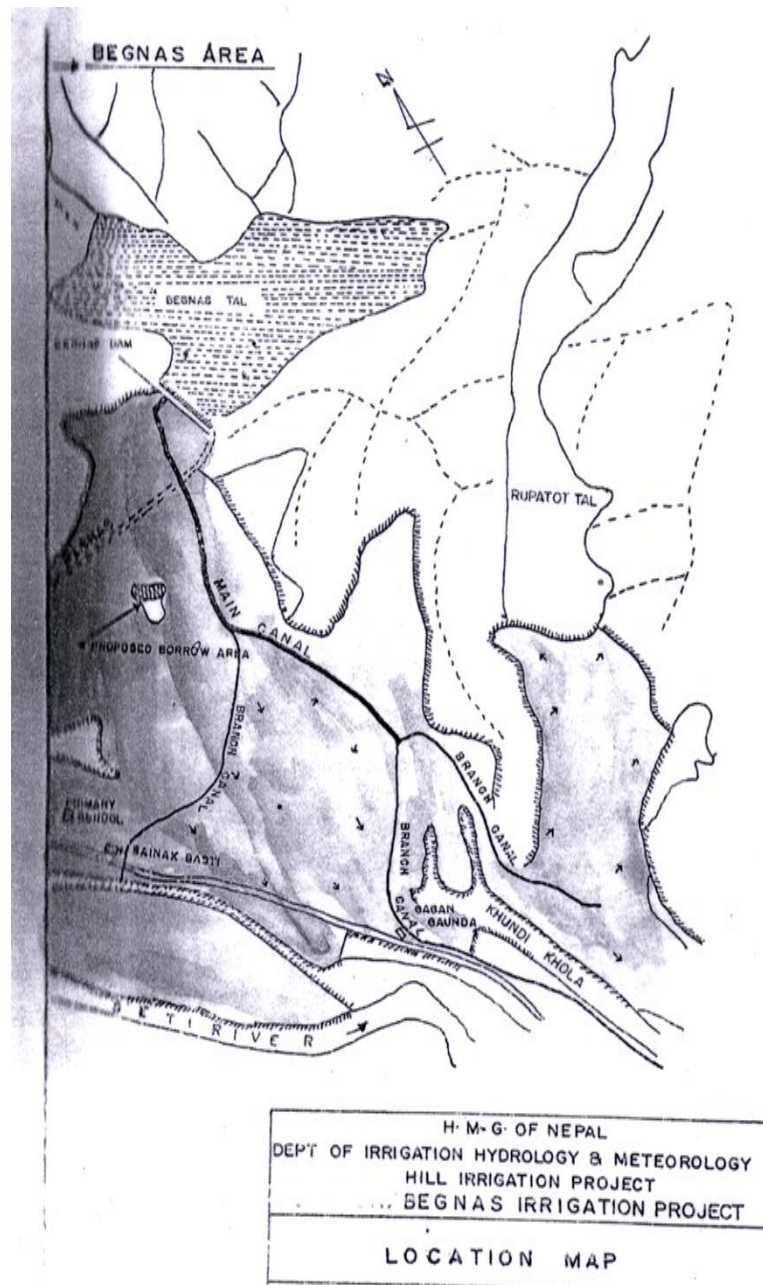 BEGNAS AREA
N
BEGNAS TAL
DAM
RUPATOT TAL
MAIN CANAL
PROPOSED BORROW AREA
BRANCH CANAL
BRANCH CANAL
BRANCH CANAL
PRIMARY
SCHOOL
SAINAK BASTI
GAGAN
GAUNDA
KHUNDI KHOLA
SETI RIVER
H.M.G. OF NEPAL
DEPT OF IRRIGATION HYDROLOGY & METEOROLOGY
HILL IRRIGATION PROJECT
BEGNAS IRRIGATION PROJECT
LOCATION MAP